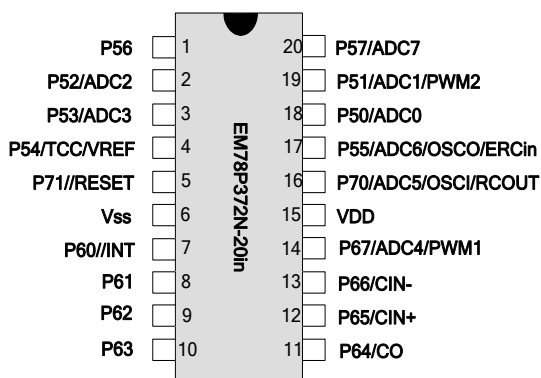 P56 1 20 P57/ADC7
P52/ADC2 2 19 P51/ADC1/PWM2
P53/ADC3 3 18 P50/ADC0
P54/TCC/VREF 4 17 P55/ADC6/OSCO/ERCin
P71//RESET 5 16 P70/ADC5/OSCI/RCOUT
Vss 6 15 VDD
P60//INT 7 14 P67/ADC4/PWM1
P61 8 13 P66/CIN-
P62 9 12 P65/CIN+
P63 10 11 P64/CO
EM78P372N-20in